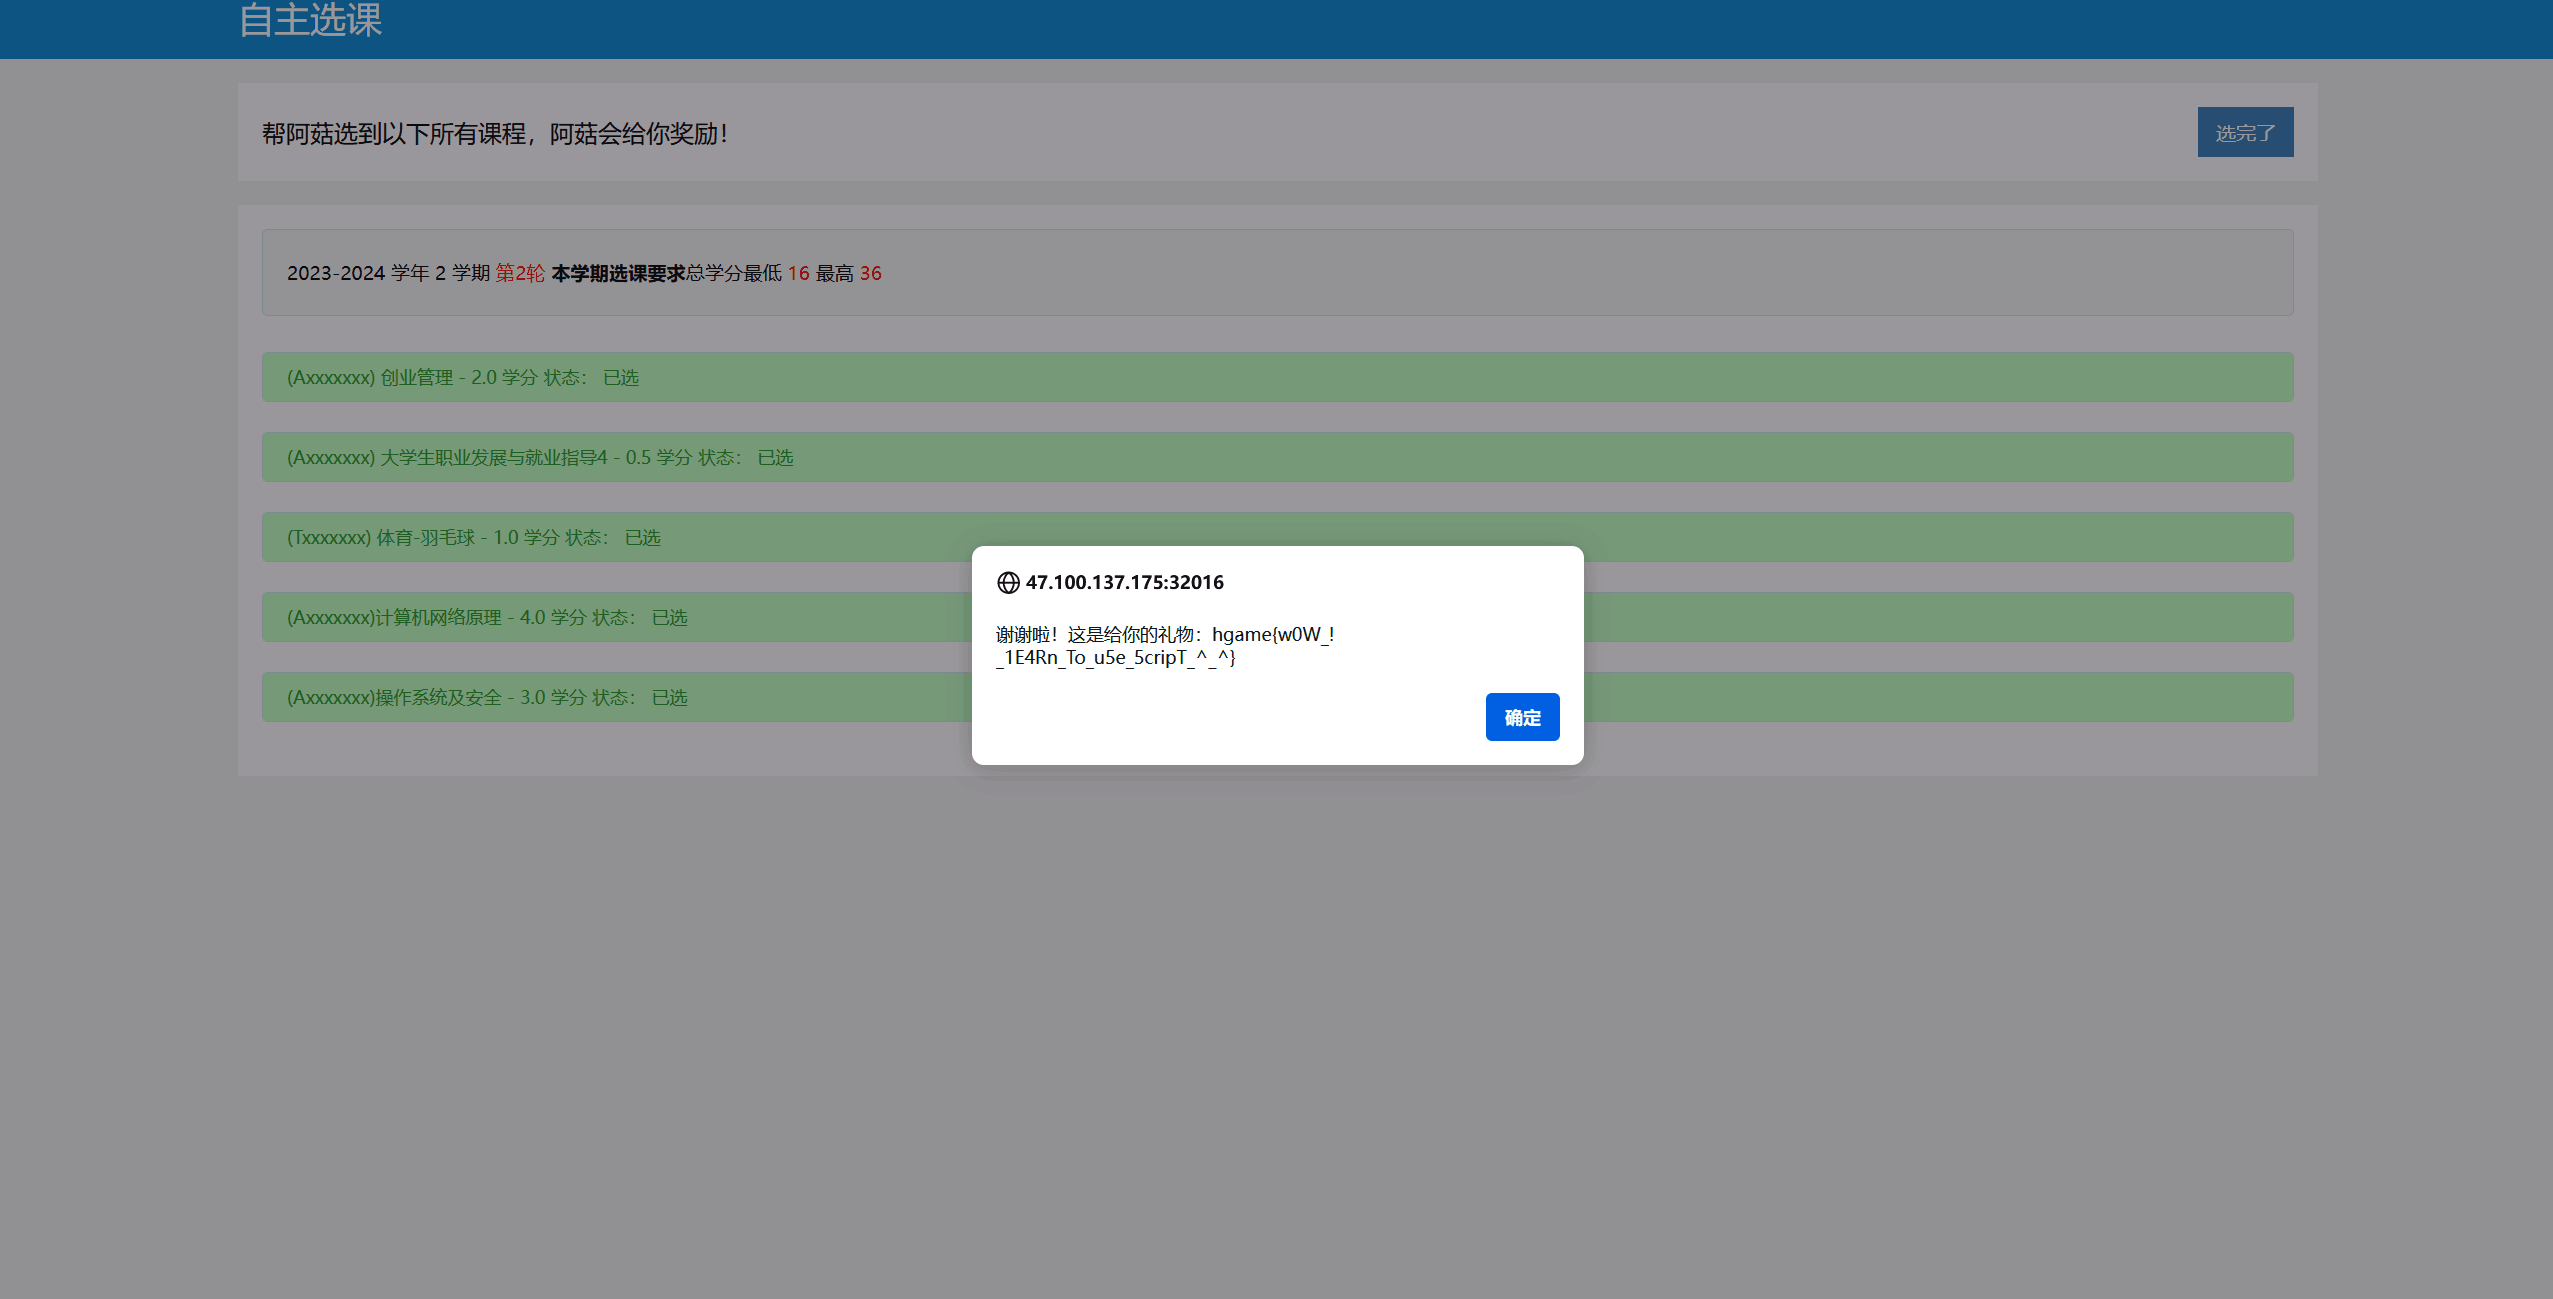 自主选课
帮阿菇选到以下所有课程，阿菇会给你奖励！
选完了
2023-2024 学年 2 学期 第2轮 本学期选课要求总学分最低 16 最高 36
(Axxxxxxx) 创业管理 - 2.0 学分 状态： 已选
(Axxxxxxx) 大学生职业发展与就业指导4 - 0.5 学分 状态： 已选
(Txxxxxxx) 体育-羽毛球 - 1.0 学分 状态： 已选
(Axxxxxxx)计算机网络原理 - 4.0 学分 状态： 已选
(Axxxxxxx)操作系统及安全 - 3.0 学分 状态： 已选
47.100.137.175:32016
谢谢啦！这是给你的礼物：hgame{w0W_!
_1E4Rn_To_u5e_5cripT_^_^}
确定